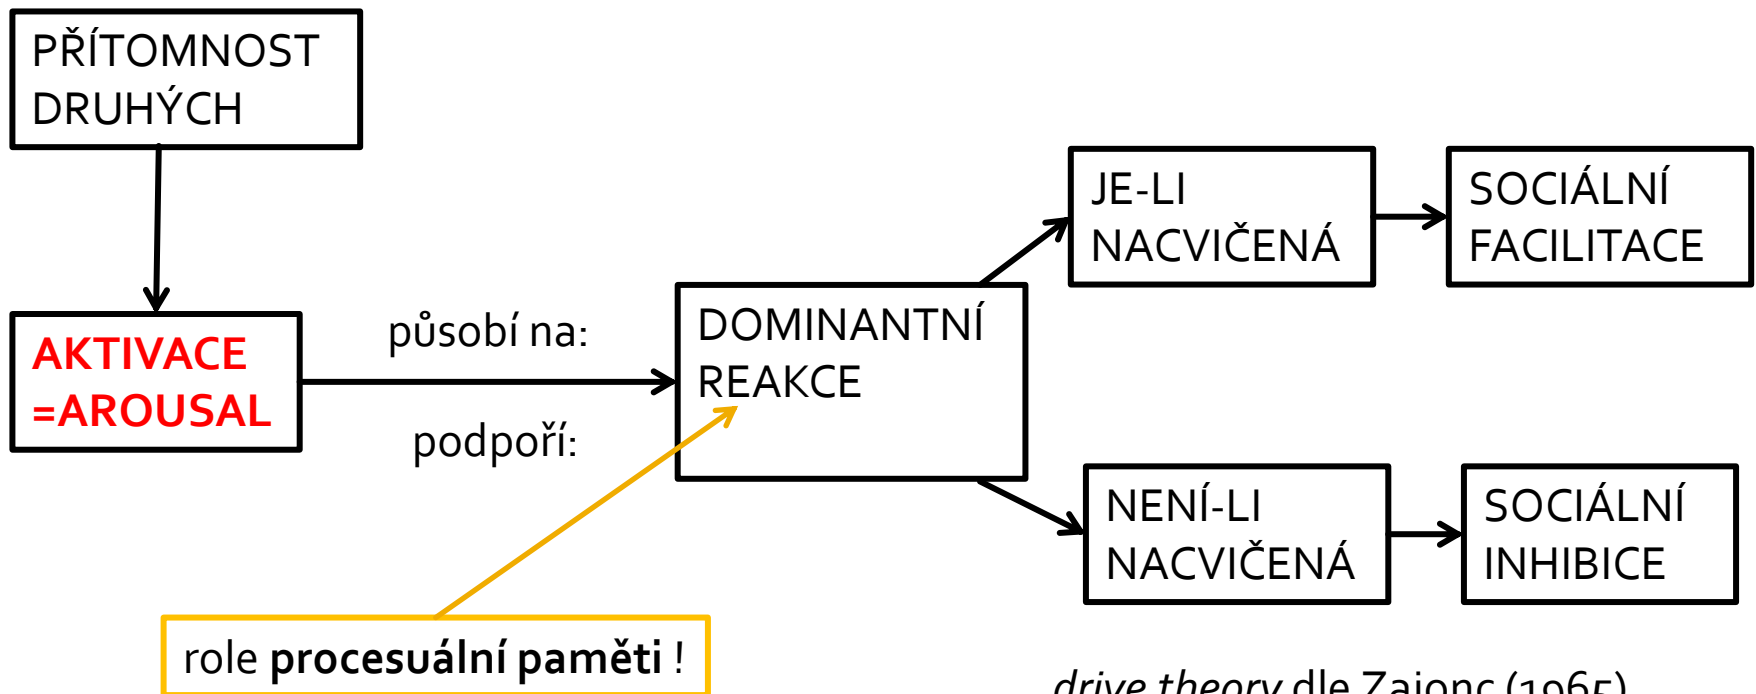 PŘÍTOMNOST
DRUHÝCH
AKTIVACE
=AROUSAL
působí na:
podpoří:
DOMINANTNÍ
REAKCE
JE-LI
NACVIČENÁ
SOCIÁLNÍ
FACILITACE
NENÍ-LI
NACVIČENÁ
SOCIÁLNÍ
INHIBICE
role procesuální paměti !
drive theory dle Zajonc (1965)